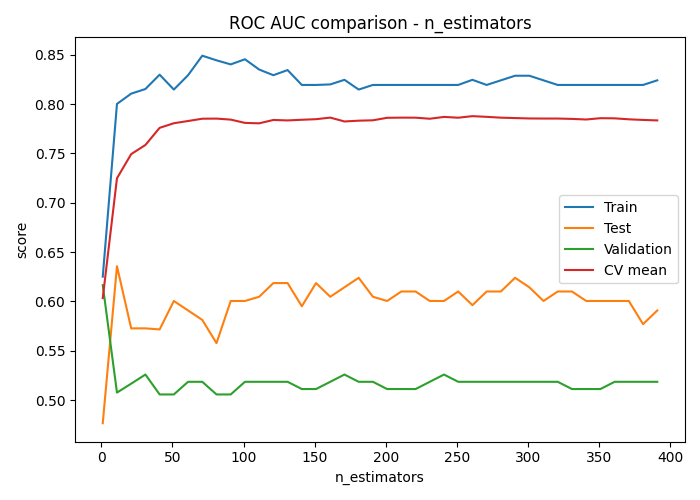 ROC AUC comparison - n_estimators
score
0.85
0.80
0.75
0.70
0.65
0.60
0.55
0.50
Train
Test
Validation
CV mean
0 50 100 150 200 250 300 350 400
n_estimators